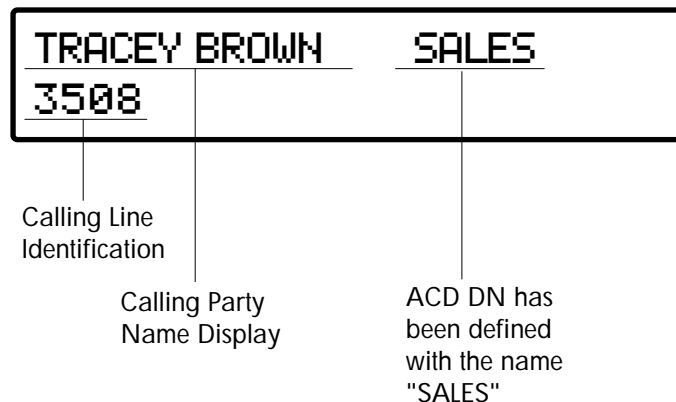 TRACEY BROWN SALES
3508
Calling Line
Identification
Calling Party
Name Display
ACD DN has
been defined
with the name
"SALES"